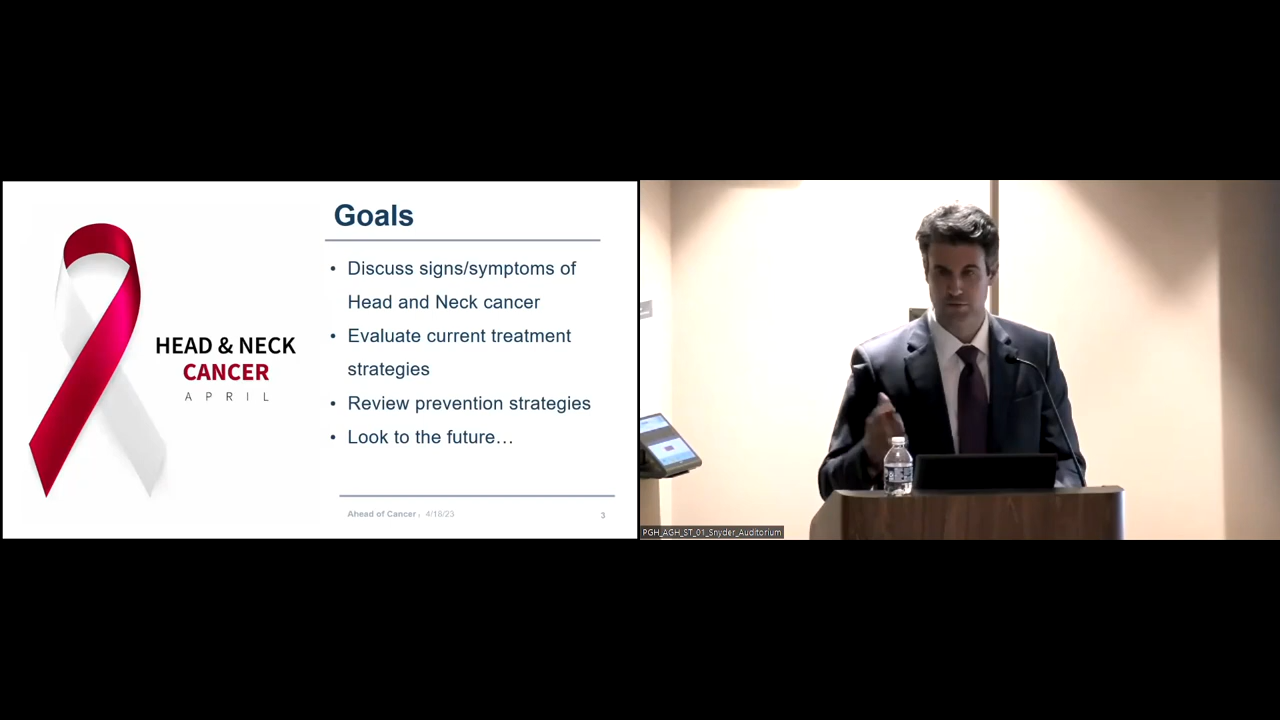 Goals
• Discuss signs/symptoms of
Head and Neck cancer
• Evaluate current treatment
strategies
• Review prevention strategies
• Look to the future…
HEAD & NECK
CANCER
APRIL
Ahead of Cancer | 4/18/23
3
PGH_AGH_ST_01_Snyder_Auditorium